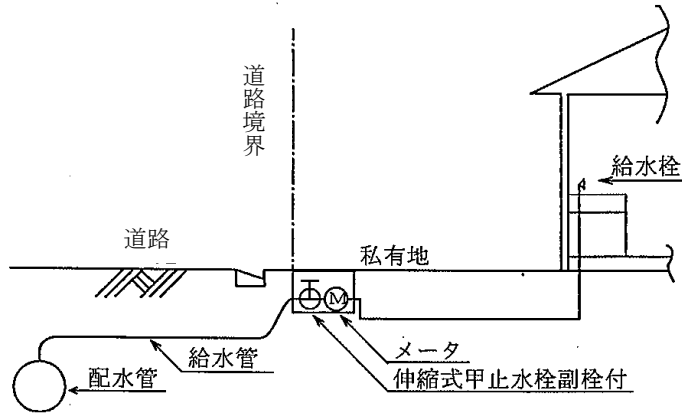 道路境界
給水栓
道路
私有地
M
メータ
給水管
配水管
伸縮式甲止水栓副栓付